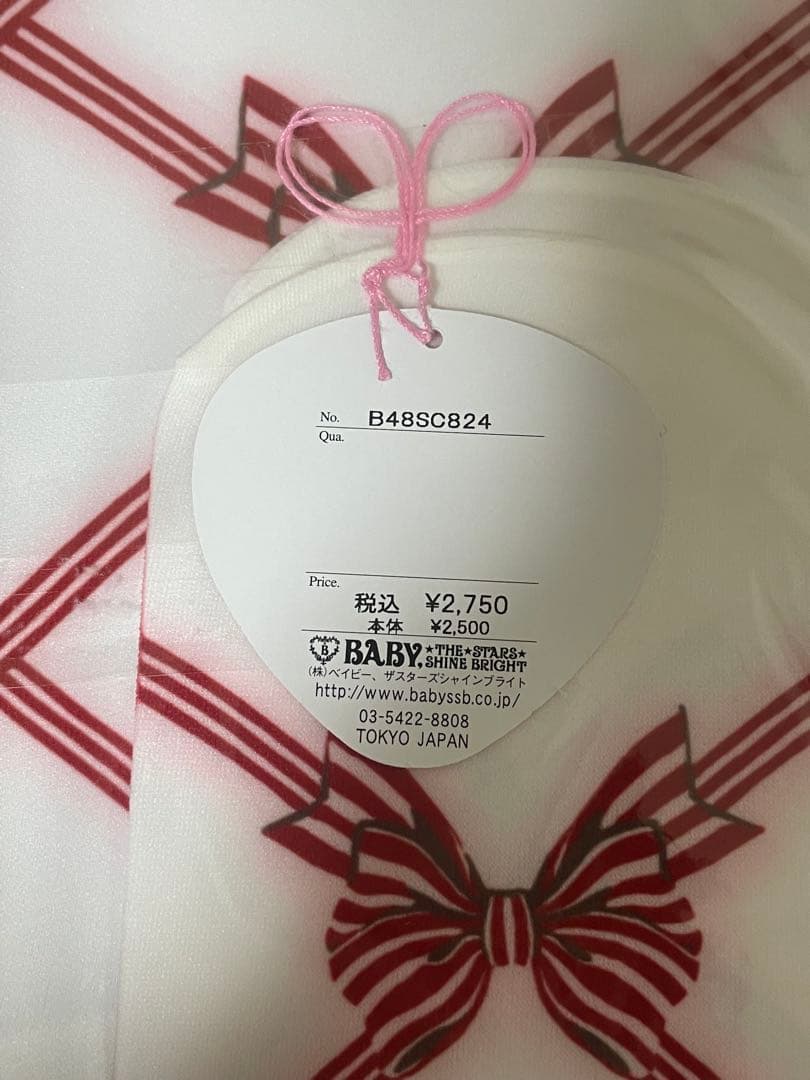 No. B48SC824
Qua.
Price.
税込 ¥2,750
本体 ¥2,500
B BABY, ★THE★STARS★
SHINE BRIGHT
(株)ベイビー、ザスターズシャインブライト
http://www.babyssb.co.jp/
03-5422-8808
TOKYO JAPAN